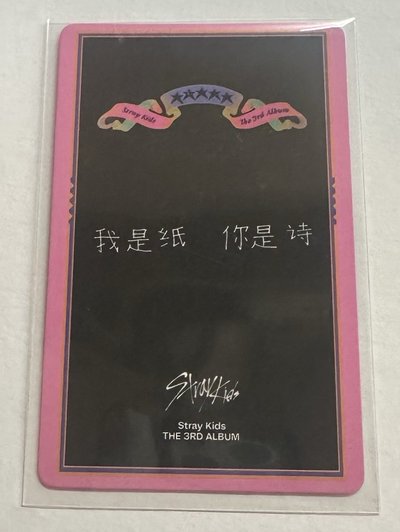 Stray Kids ★★★★★ The 3rd Album
我是纸 你是诗
Stray Kids
Stray Kids
THE 3RD ALBUM